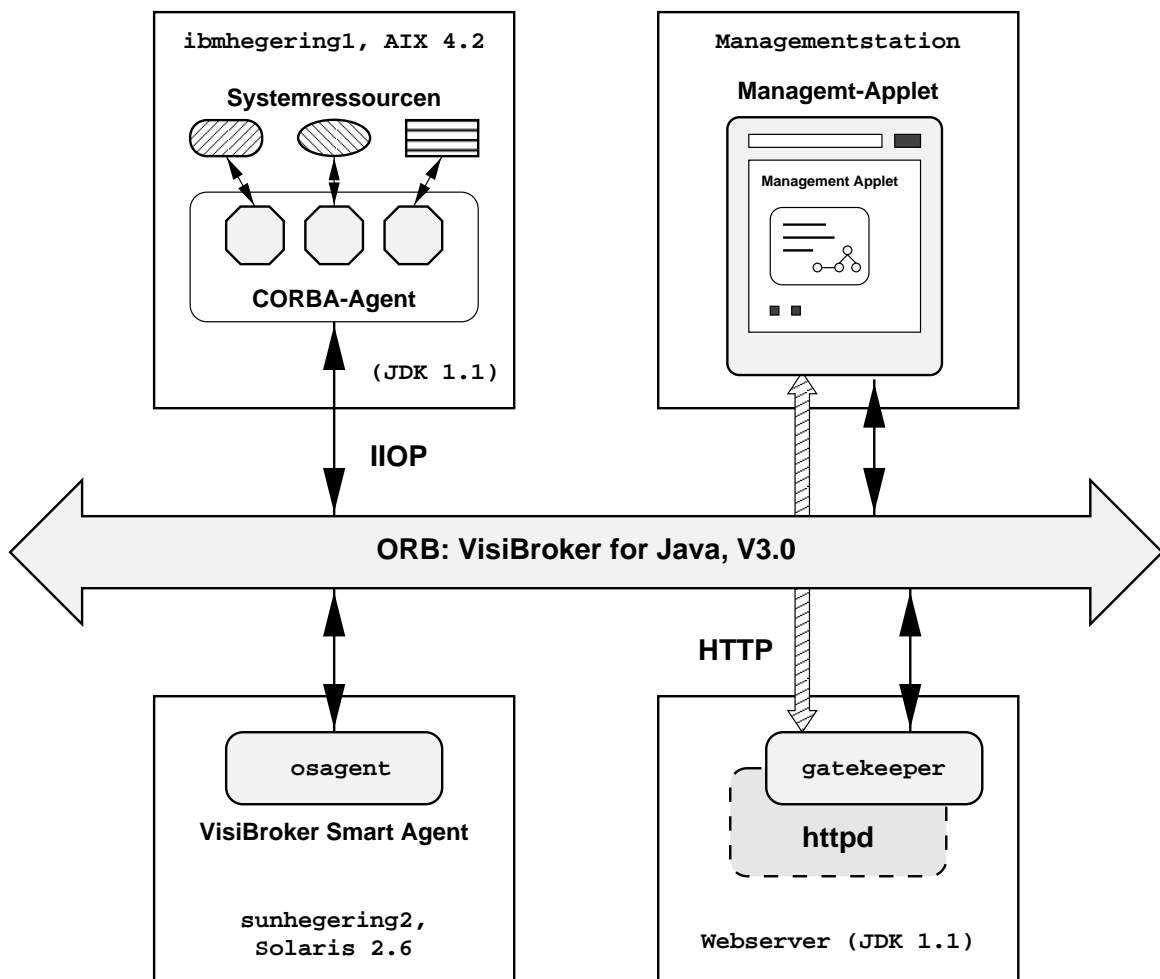 ibmhegering1, AIX 4.2
Systemressourcen
CORBA-Agent
(JDK 1.1)
Managementstation
Managemt-Applet
Management Applet
IIOP
ORB: VisiBroker for Java, V3.0
HTTP
osagent
VisiBroker Smart Agent
sunhegering2,
Solaris 2.6
gatekeeper
httpd
Webserver (JDK 1.1)